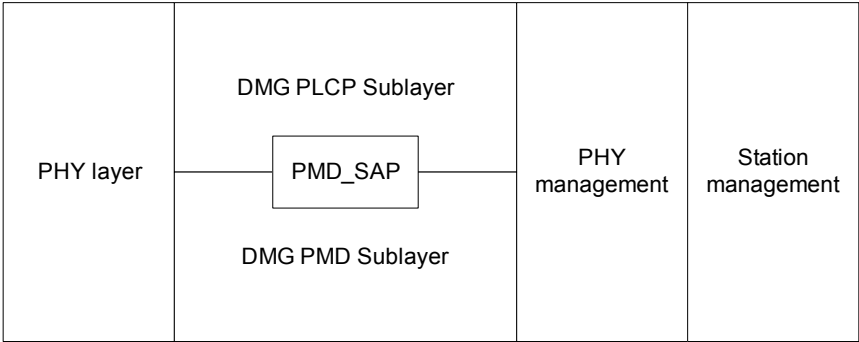 PHY layer
DMG PLCP Sublayer
PMD_SAP
DMG PMD Sublayer
PHY
management
Station
management